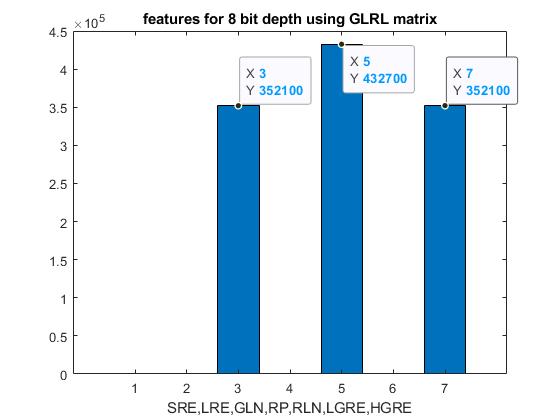 features for 8 bit depth using GLRL matrix
×10^5
4.5
4
3.5
3
2.5
2
1.5
1
0.5
0
X 3
Y 352100
X 5
Y 432700
X 7
Y 352100
1 2 3 4 5 6 7
SRE,LRE,GLN,RP,RLN,LGRE,HGRE